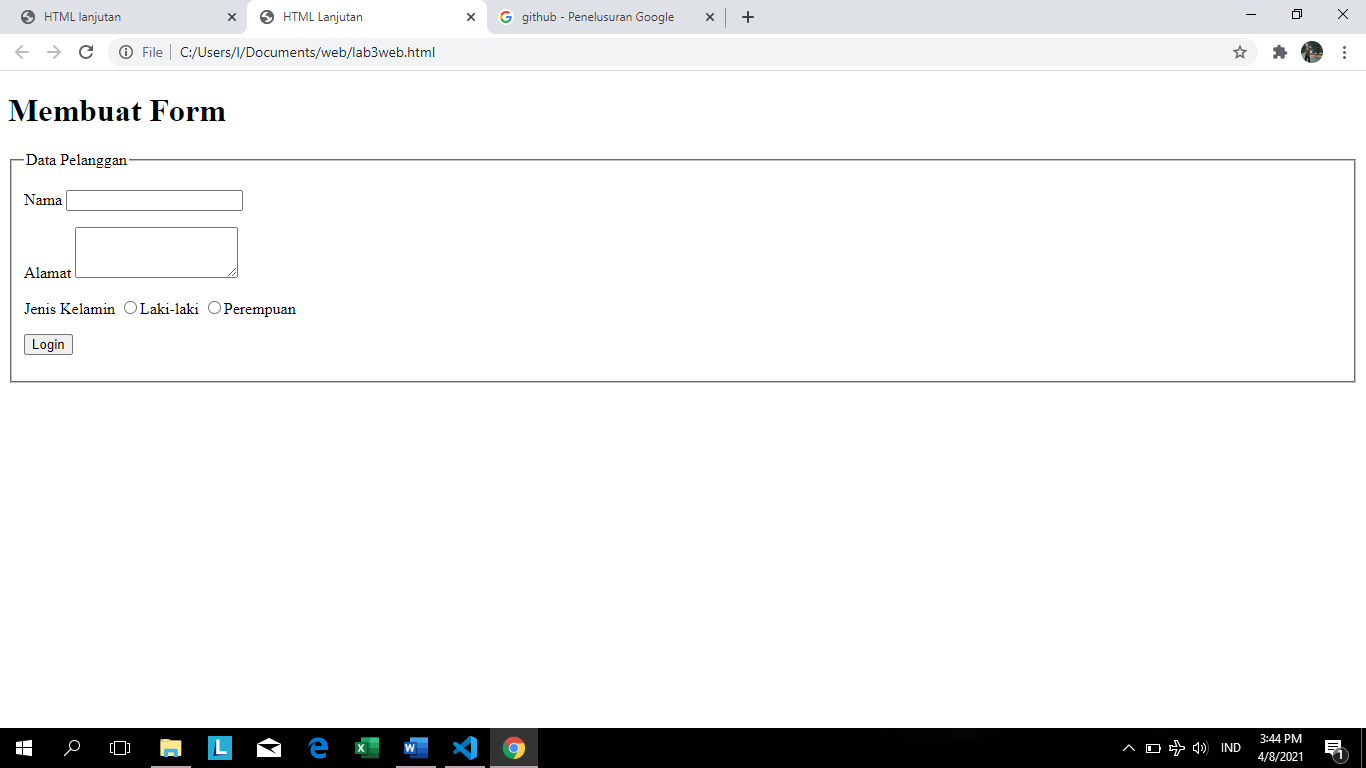 HTML lanjutan
HTML Lanjutan
github - Penelusuran Google
File
C:/Users/I/Documents/web/lab3web.html
Membuat Form
Data Pelanggan
Nama
Alamat
Jenis Kelamin Laki-laki Perempuan
Login
L
IND
3:44 PM
4/8/2021
1